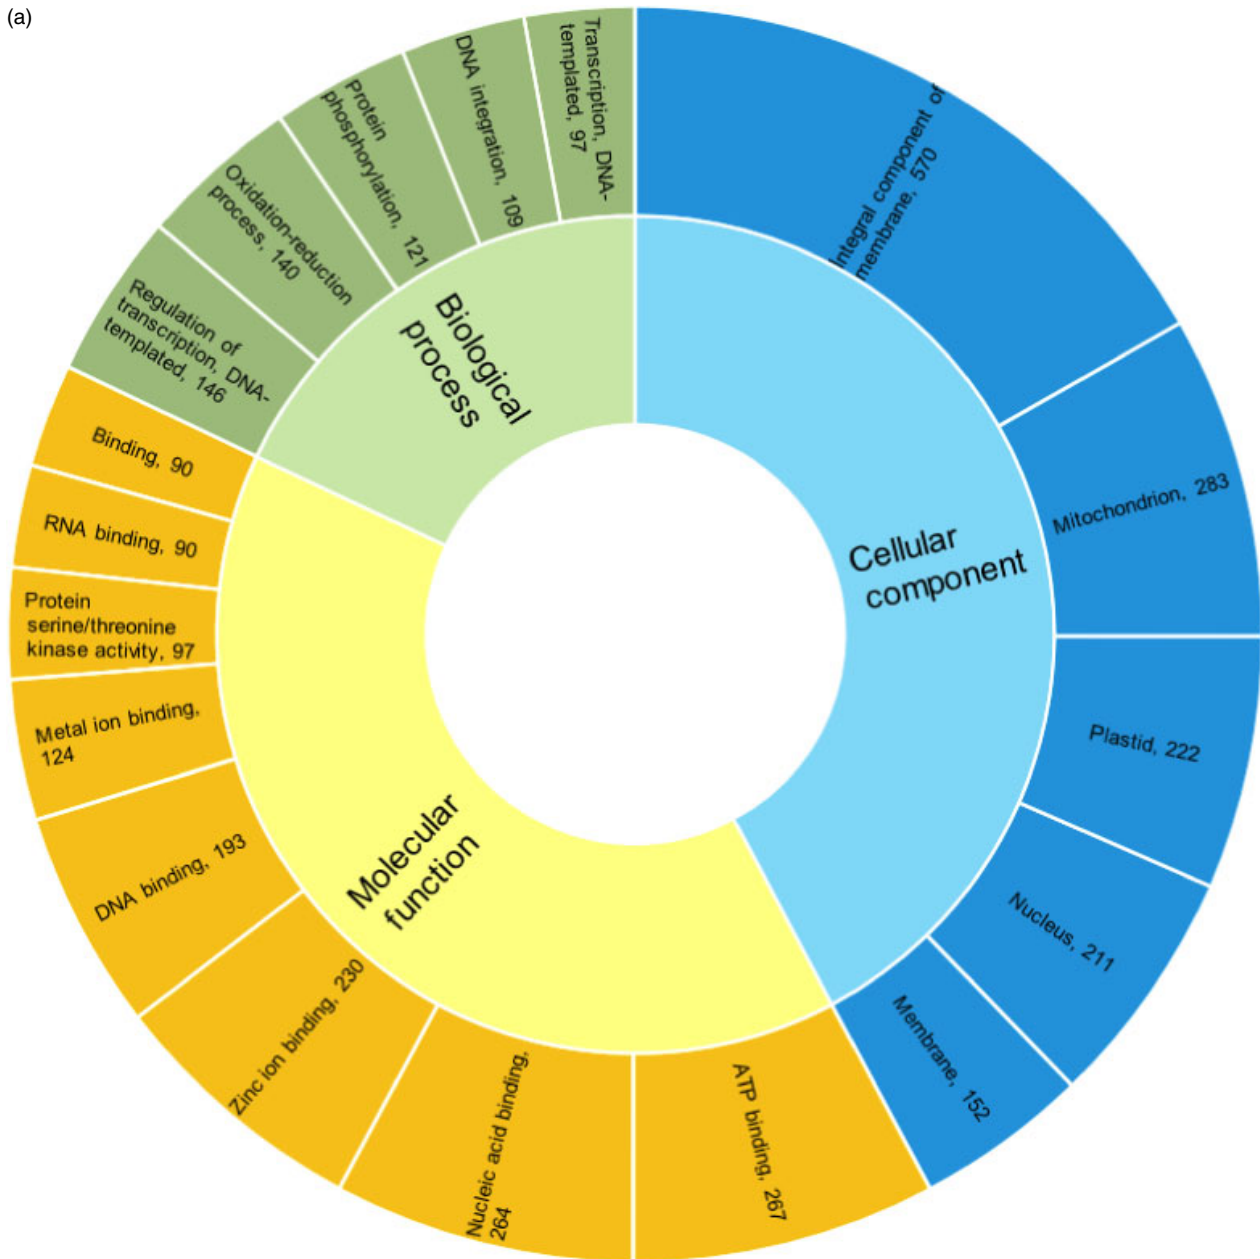 (a)
Transcription, DNA-
templated, 97
DNA integration, 109
Protein
phosphorylation, 121
Oxidation-reduction
process, 140
Regulation of
transcription, DNA-
templated, 146
Biological
process
Integral component of
membrane, 570
Mitochondrion, 283
Plastid, 222
Nucleus, 211
Membrane, 152
Cellular
component
ATP binding, 267
Nucleic acid binding,
264
Zinc ion binding, 230
DNA binding, 193
Metal ion binding,
124
Protein
serine/threonine
kinase activity, 97
RNA binding, 90
Binding, 90
Molecular
function